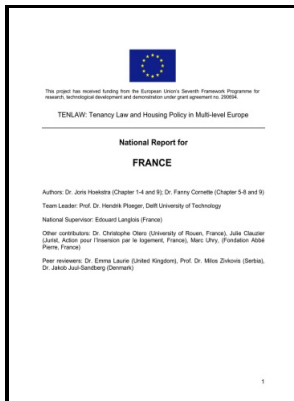 This project has received funding from the European Union's Seventh Framework Programme for
research, technological development and demonstration under grant agreement no. 290694.
TENLAW: Tenancy Law and Housing Policy in Multi-level Europe
National Report for
FRANCE
Authors: Dr. Joris Hoekstra (Chapter 1-4 and 9); Dr. Fanny Cornette (Chapter 5-8 and 9)
Team Leader: Prof. Dr. Hendrik Ploeger, Delft University of Technology
National Supervisor: Edouard Langlois (France)
Other contributors: Dr. Christophe Otero (University of Rouen, France), Julia Clauzier
(Jurist, Action pour l'insersion par le logement, France), Marc Uhry, (Fondation Abbé
Pierre, France)
Peer reviewers: Dr. Emma Laurie (United Kingdom), Prof. Dr. Milos Zivkovis (Serbia),
Dr. Jakob Juul-Sandberg (Denmark)
1